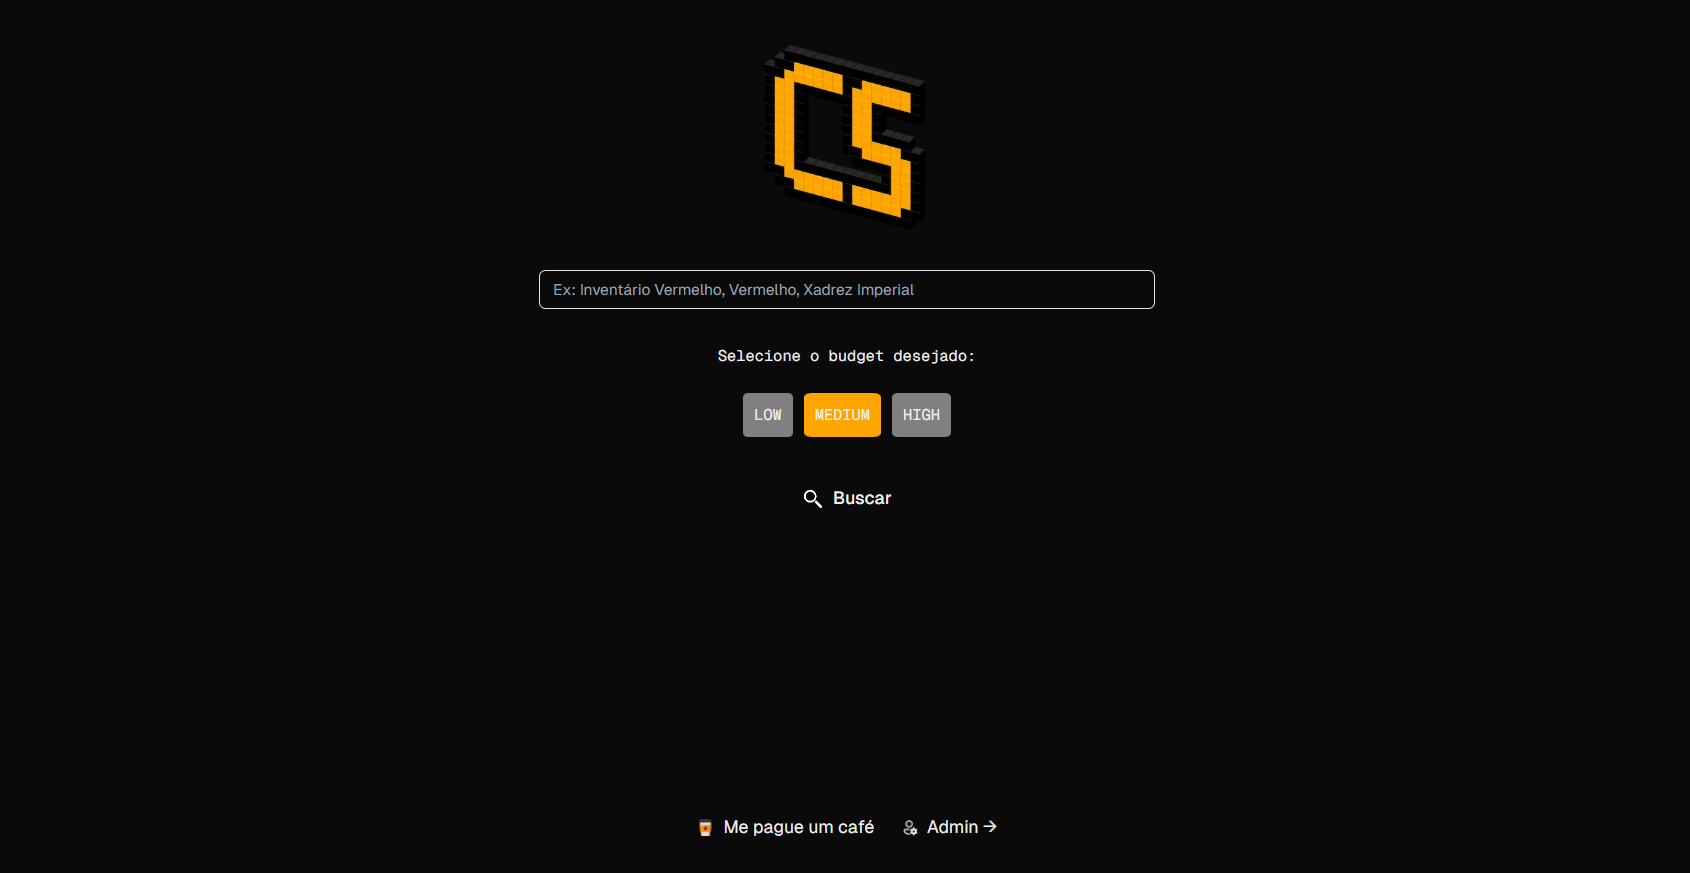 CS
Ex: Inventário Vermelho, Vermelho, Xadrez Imperial
Selecione o budget desejado:
LOW MEDIUM HIGH
Buscar
Me pague um café Admin →